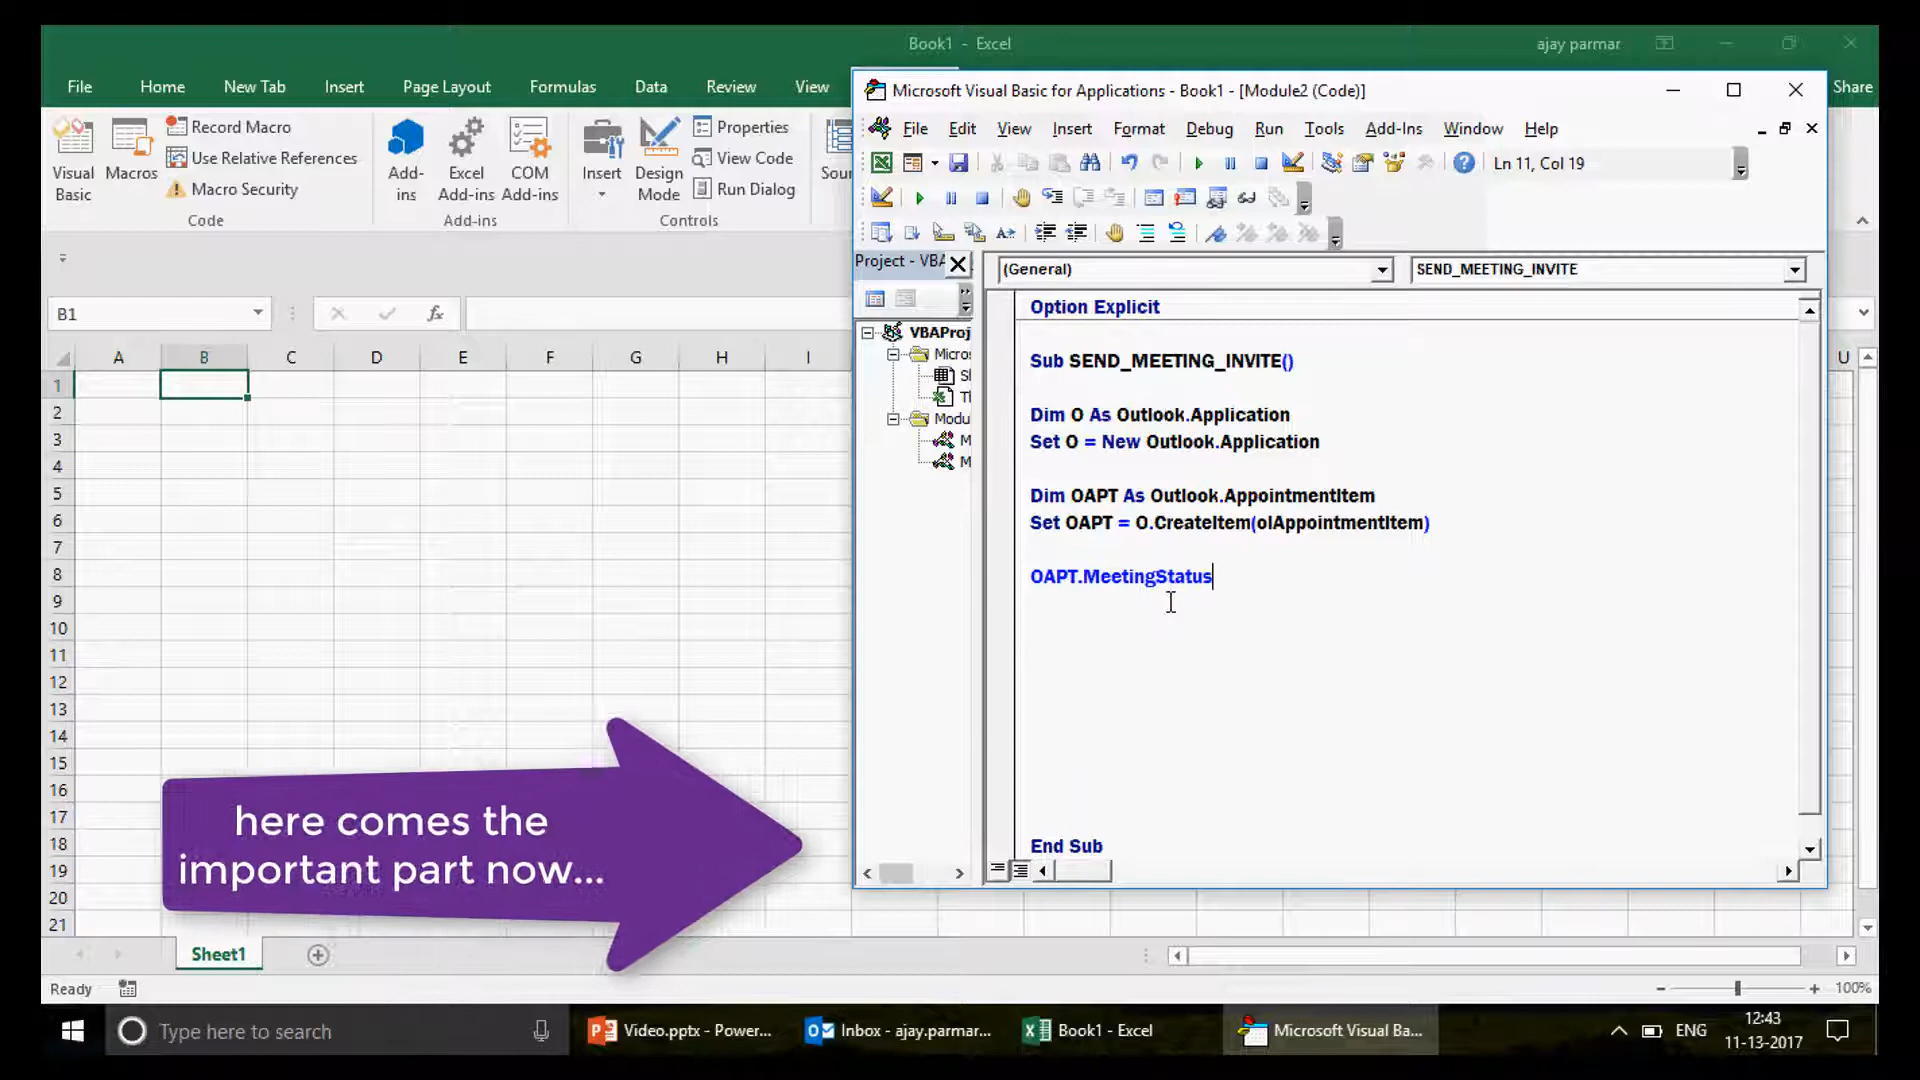 Book1 - Excel
ajay parmar
File Home New Tab Insert Page Layout Formulas Data Review View
Share
Visual Basic
Macros
Record Macro
Use Relative References
Macro Security
Code
Add-ins
Excel Add-ins
COM Add-ins
Add-ins
Insert
Design Mode
Properties
View Code
Run Dialog
Controls
Sour
B1
fx
A B C D E F G H I U
1
2
3
4
5
6
7
8
9
10
11
12
13
14
15
16
17
18
19
20
21
Microsoft Visual Basic for Applications - Book1 - [Module2 (Code)]
File Edit View Insert Format Debug Run Tools Add-Ins Window Help
Ln 11, Col 19
Project - VBA
(General)
SEND_MEETING_INVITE
VBAProj
Micros
Sh
Th
Modu
M
M
Option Explicit
Sub SEND_MEETING_INVITE()
Dim O As Outlook.Application
Set O = New Outlook.Application
Dim OAPT As Outlook.AppointmentItem
Set OAPT = O.CreateItem(olAppointmentItem)
OAPT.MeetingStatus
End Sub
here comes the
important part now...
Sheet1
Ready
100%
Type here to search
Video.pptx - Power...
Inbox - ajay.parmar...
Book1 - Excel
Microsoft Visual Ba...
ENG
12:43
11-13-2017